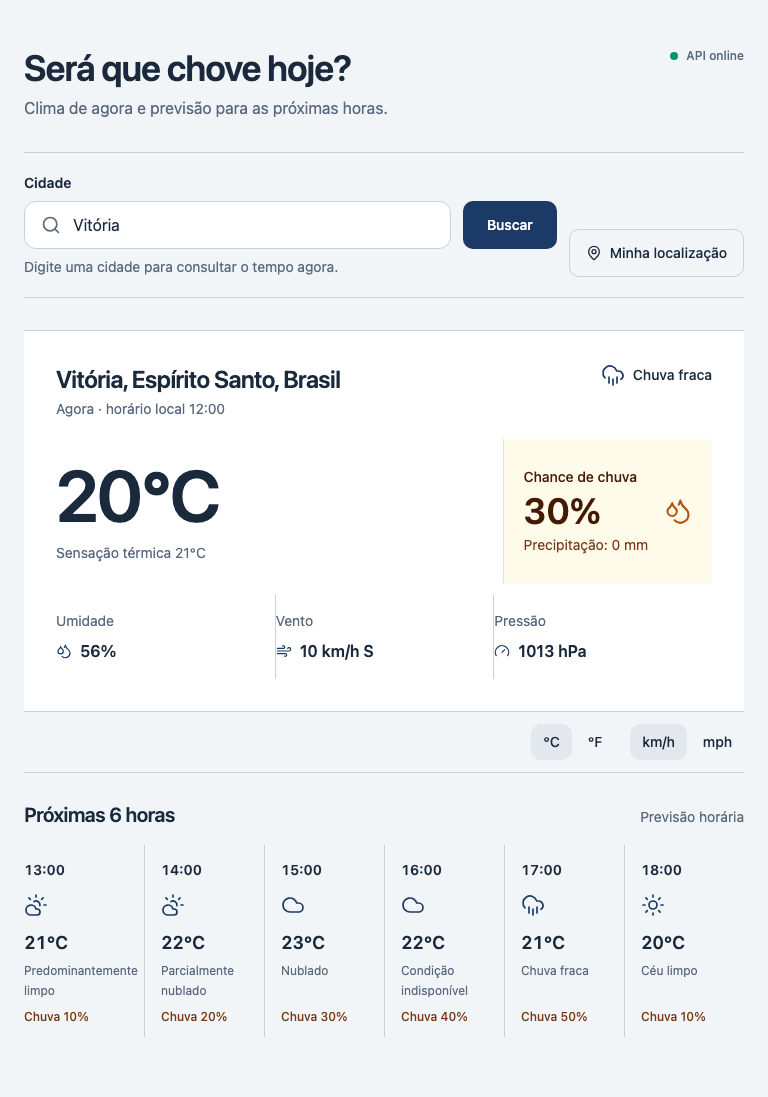 Será que chove hoje?
API online
Clima de agora e previsão para as próximas horas.
Cidade
Vitória
Buscar
Minha localização
Digite uma cidade para consultar o tempo agora.
Vitória, Espírito Santo, Brasil
Chuva fraca
Agora · horário local 12:00
20°C
Sensação térmica 21°C
Chance de chuva
30%
Precipitação: 0 mm
Umidade
56%
Vento
10 km/h S
Pressão
1013 hPa
°C
°F
km/h
mph
Próximas 6 horas
Previsão horária
13:00
21°C
Predominantemente
limpo
Chuva 10%
14:00
22°C
Parcialmente
nublado
Chuva 20%
15:00
23°C
Nublado
Chuva 30%
16:00
22°C
Condição
indisponível
Chuva 40%
17:00
21°C
Chuva fraca
Chuva 50%
18:00
20°C
Céu limpo
Chuva 10%